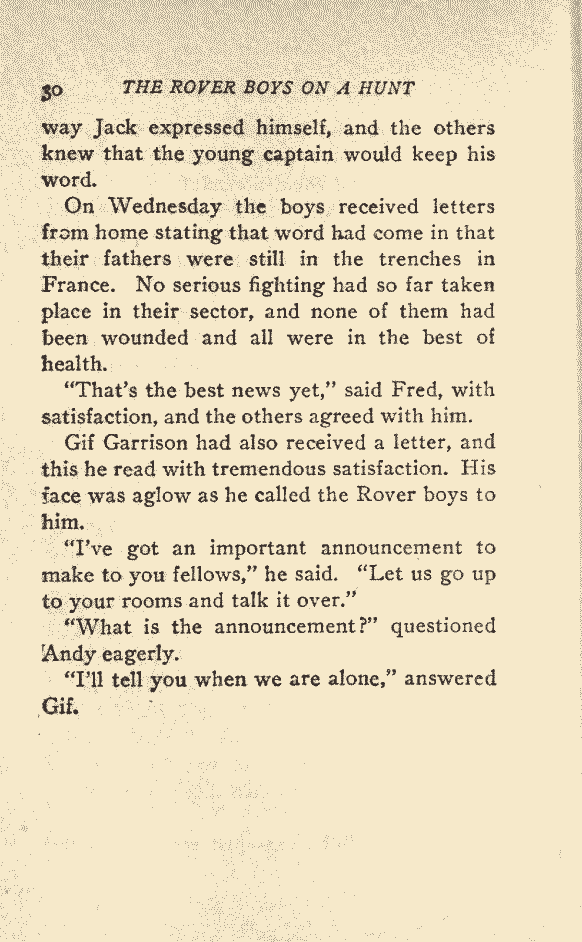 30 THE ROVER BOYS ON A HUNT
way Jack expressed himself, and the others
knew that the young captain would keep his
word.
On Wednesday the boys received letters
from home stating that word had come in that
their fathers were still in the trenches in
France. No serious fighting had so far taken
place in their sector, and none of them had
been wounded and all were in the best of
health.
"That's the best news yet," said Fred, with
satisfaction, and the others agreed with him.
Gif Garrison had also received a letter, and
this he read with tremendous satisfaction. His
face was aglow as he called the Rover boys to
him.
"I've got an important announcement to
make to you fellows," he said. "Let us go up
to your rooms and talk it over."
"What is the announcement?" questioned
Andy eagerly.
"I'll tell you when we are alone," answered
Gif.